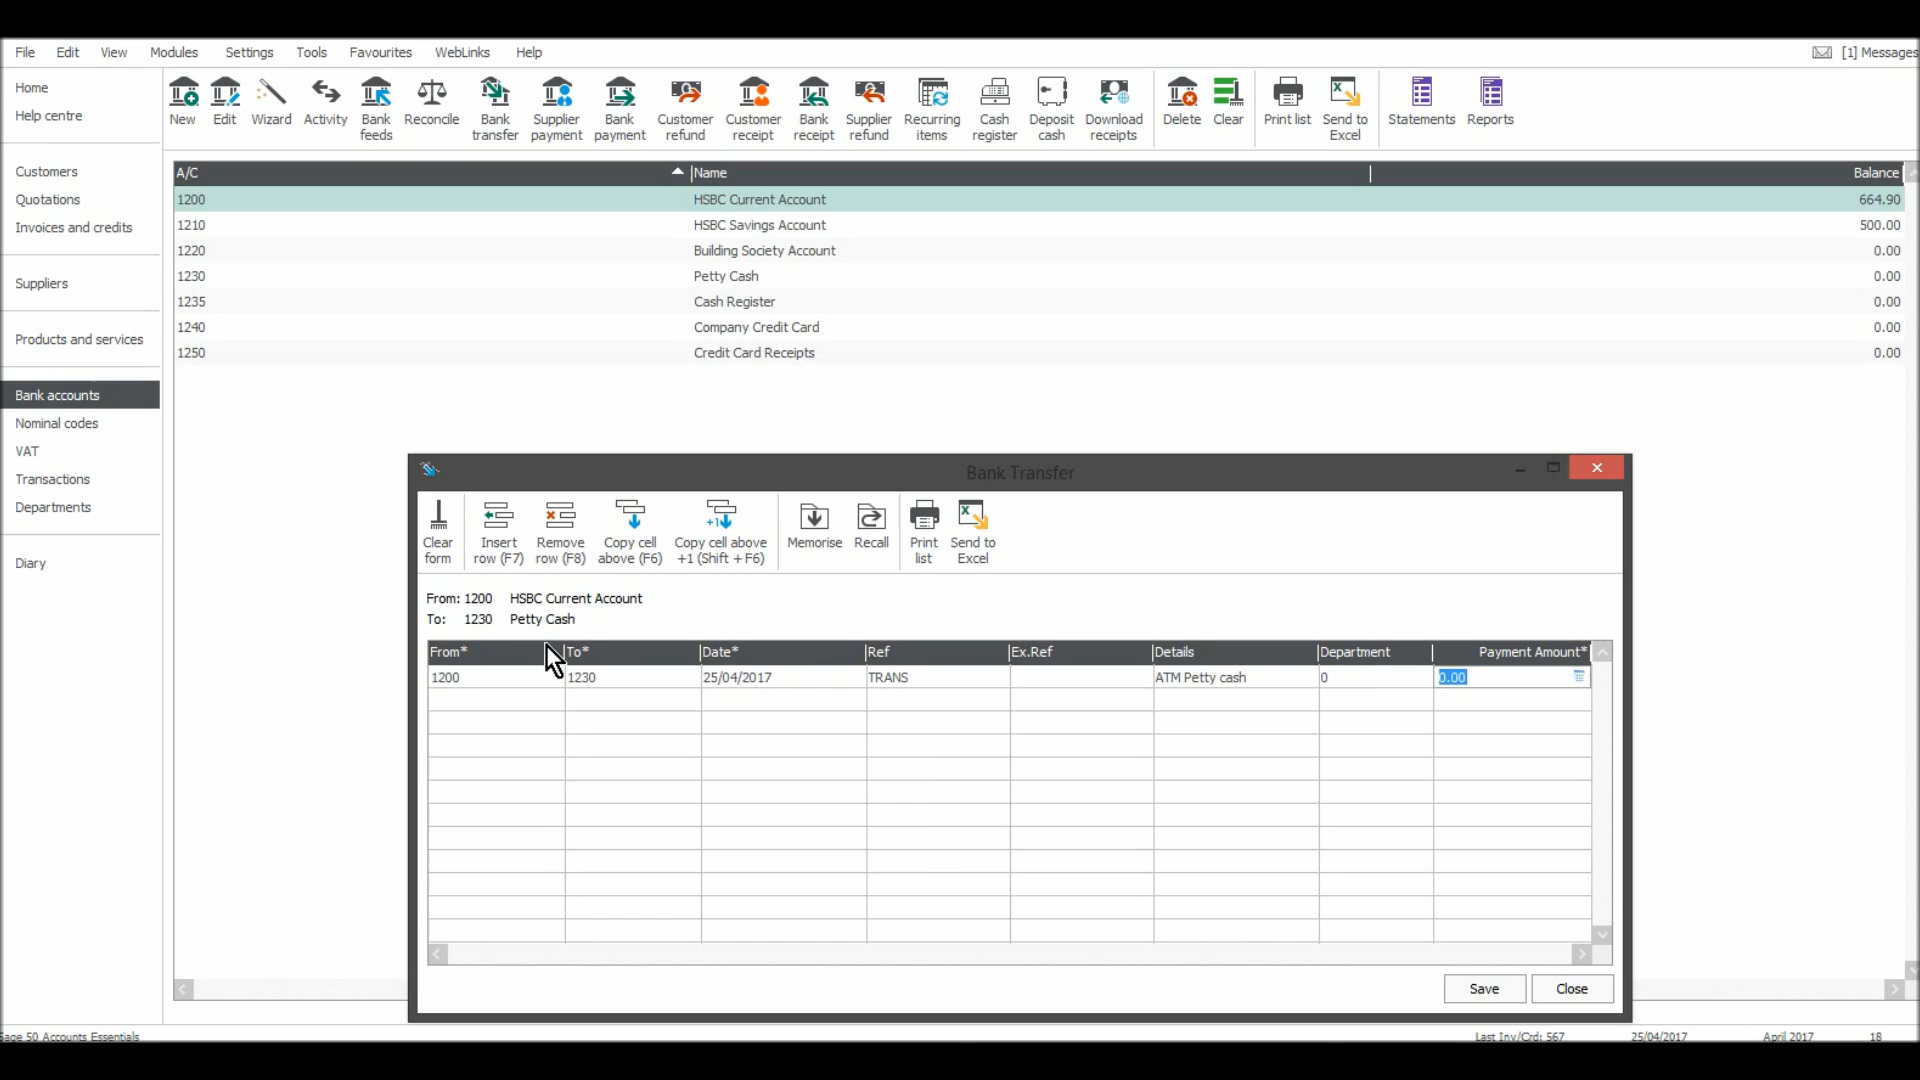 File Edit View Modules Settings Tools Favourites WebLinks Help [1] Messages
Home
Help centre
Customers
Quotations
Invoices and credits
Suppliers
Products and services
Bank accounts
Nominal codes
VAT
Transactions
Departments
Diary
New
Edit
Wizard
Activity
Bank
feeds
Reconcile
Bank
transfer
Supplier
payment
Bank
payment
Customer
refund
Customer
receipt
Bank
receipt
Supplier
refund
Recurring
items
Cash
register
Deposit
cash
Download
receipts
Delete
Clear
Print list
Send to
Excel
Statements
Reports
A/C Name Balance
1200 HSBC Current Account 664.90
1210 HSBC Savings Account 500.00
1220 Building Society Account 0.00
1230 Petty Cash 0.00
1235 Cash Register 0.00
1240 Company Credit Card 0.00
1250 Credit Card Receipts 0.00
Bank Transfer
Clear
form
Insert
row (F7)
Remove
row (F8)
Copy cell
above (F6)
Copy cell above
+1 (Shift + F6)
Memorise
Recall
Print
list
Send to
Excel
From: 1200 HSBC Current Account
To: 1230 Petty Cash
From* To* Date* Ref Ex.Ref Details Department Payment Amount*
1200 1230 25/04/2017 TRANS ATM Petty cash 0 0.00
Save Close
Sage 50 Accounts Essentials Last Inv/Crd: 567 25/04/2017 April 2017 18